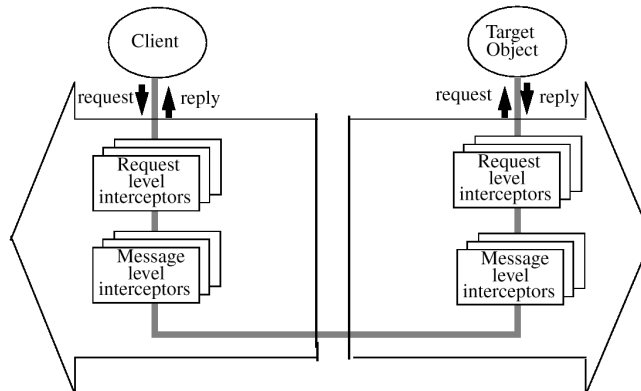 Client
Target
Object
request
reply
request
reply
Request
level
interceptors
Request
level
interceptors
Message
level
interceptors
Message
level
interceptors